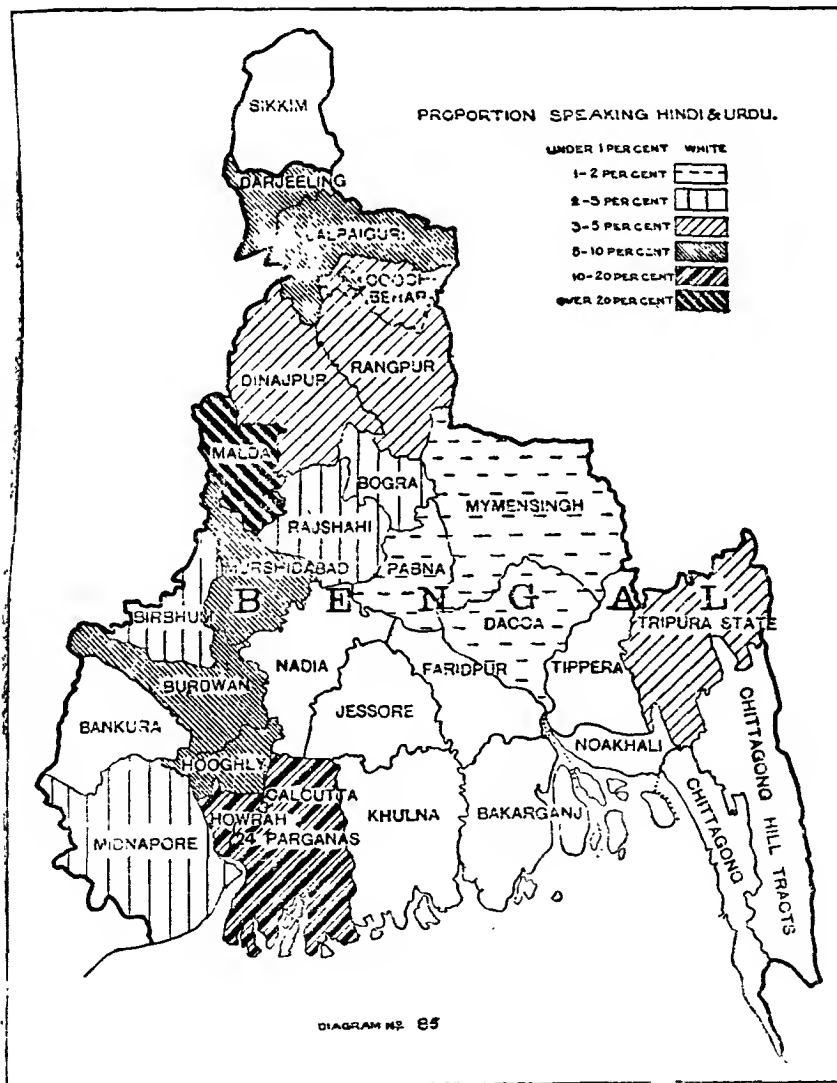 SIKKIM
PROPORTION SPEAKING HINDI & URDU.
UNDER 1 PER CENT WHITE
1-2 PER CENT
2-3 PER CENT
3-5 PER CENT
5-10 PER CENT
10-20 PER CENT
OVER 20 PER CENT
DARJEELING
JALPAIGURI
COOCH
BEHAR
RANGPUR
DINAJPUR
MALDA
BOGRA
MYMENSINGH
RAJSHAHI
MURSHIDABAD
PABNA
BENGAL
BIRBHUM
DACCA
TRIPURA STATE
NADIA
FARIDPUR
TIPPERA
BURDWAN
JESSORE
BANKURA
NOAKHALI
HOOGHLY
CALCUTTA
HOWRAH
KHULNA
BAKARGANJ
24 PARGANAS
MIDNAPORE
CHITTAGONG
CHITTAGONG HILL TRACTS
DIAGRAM Nº 85